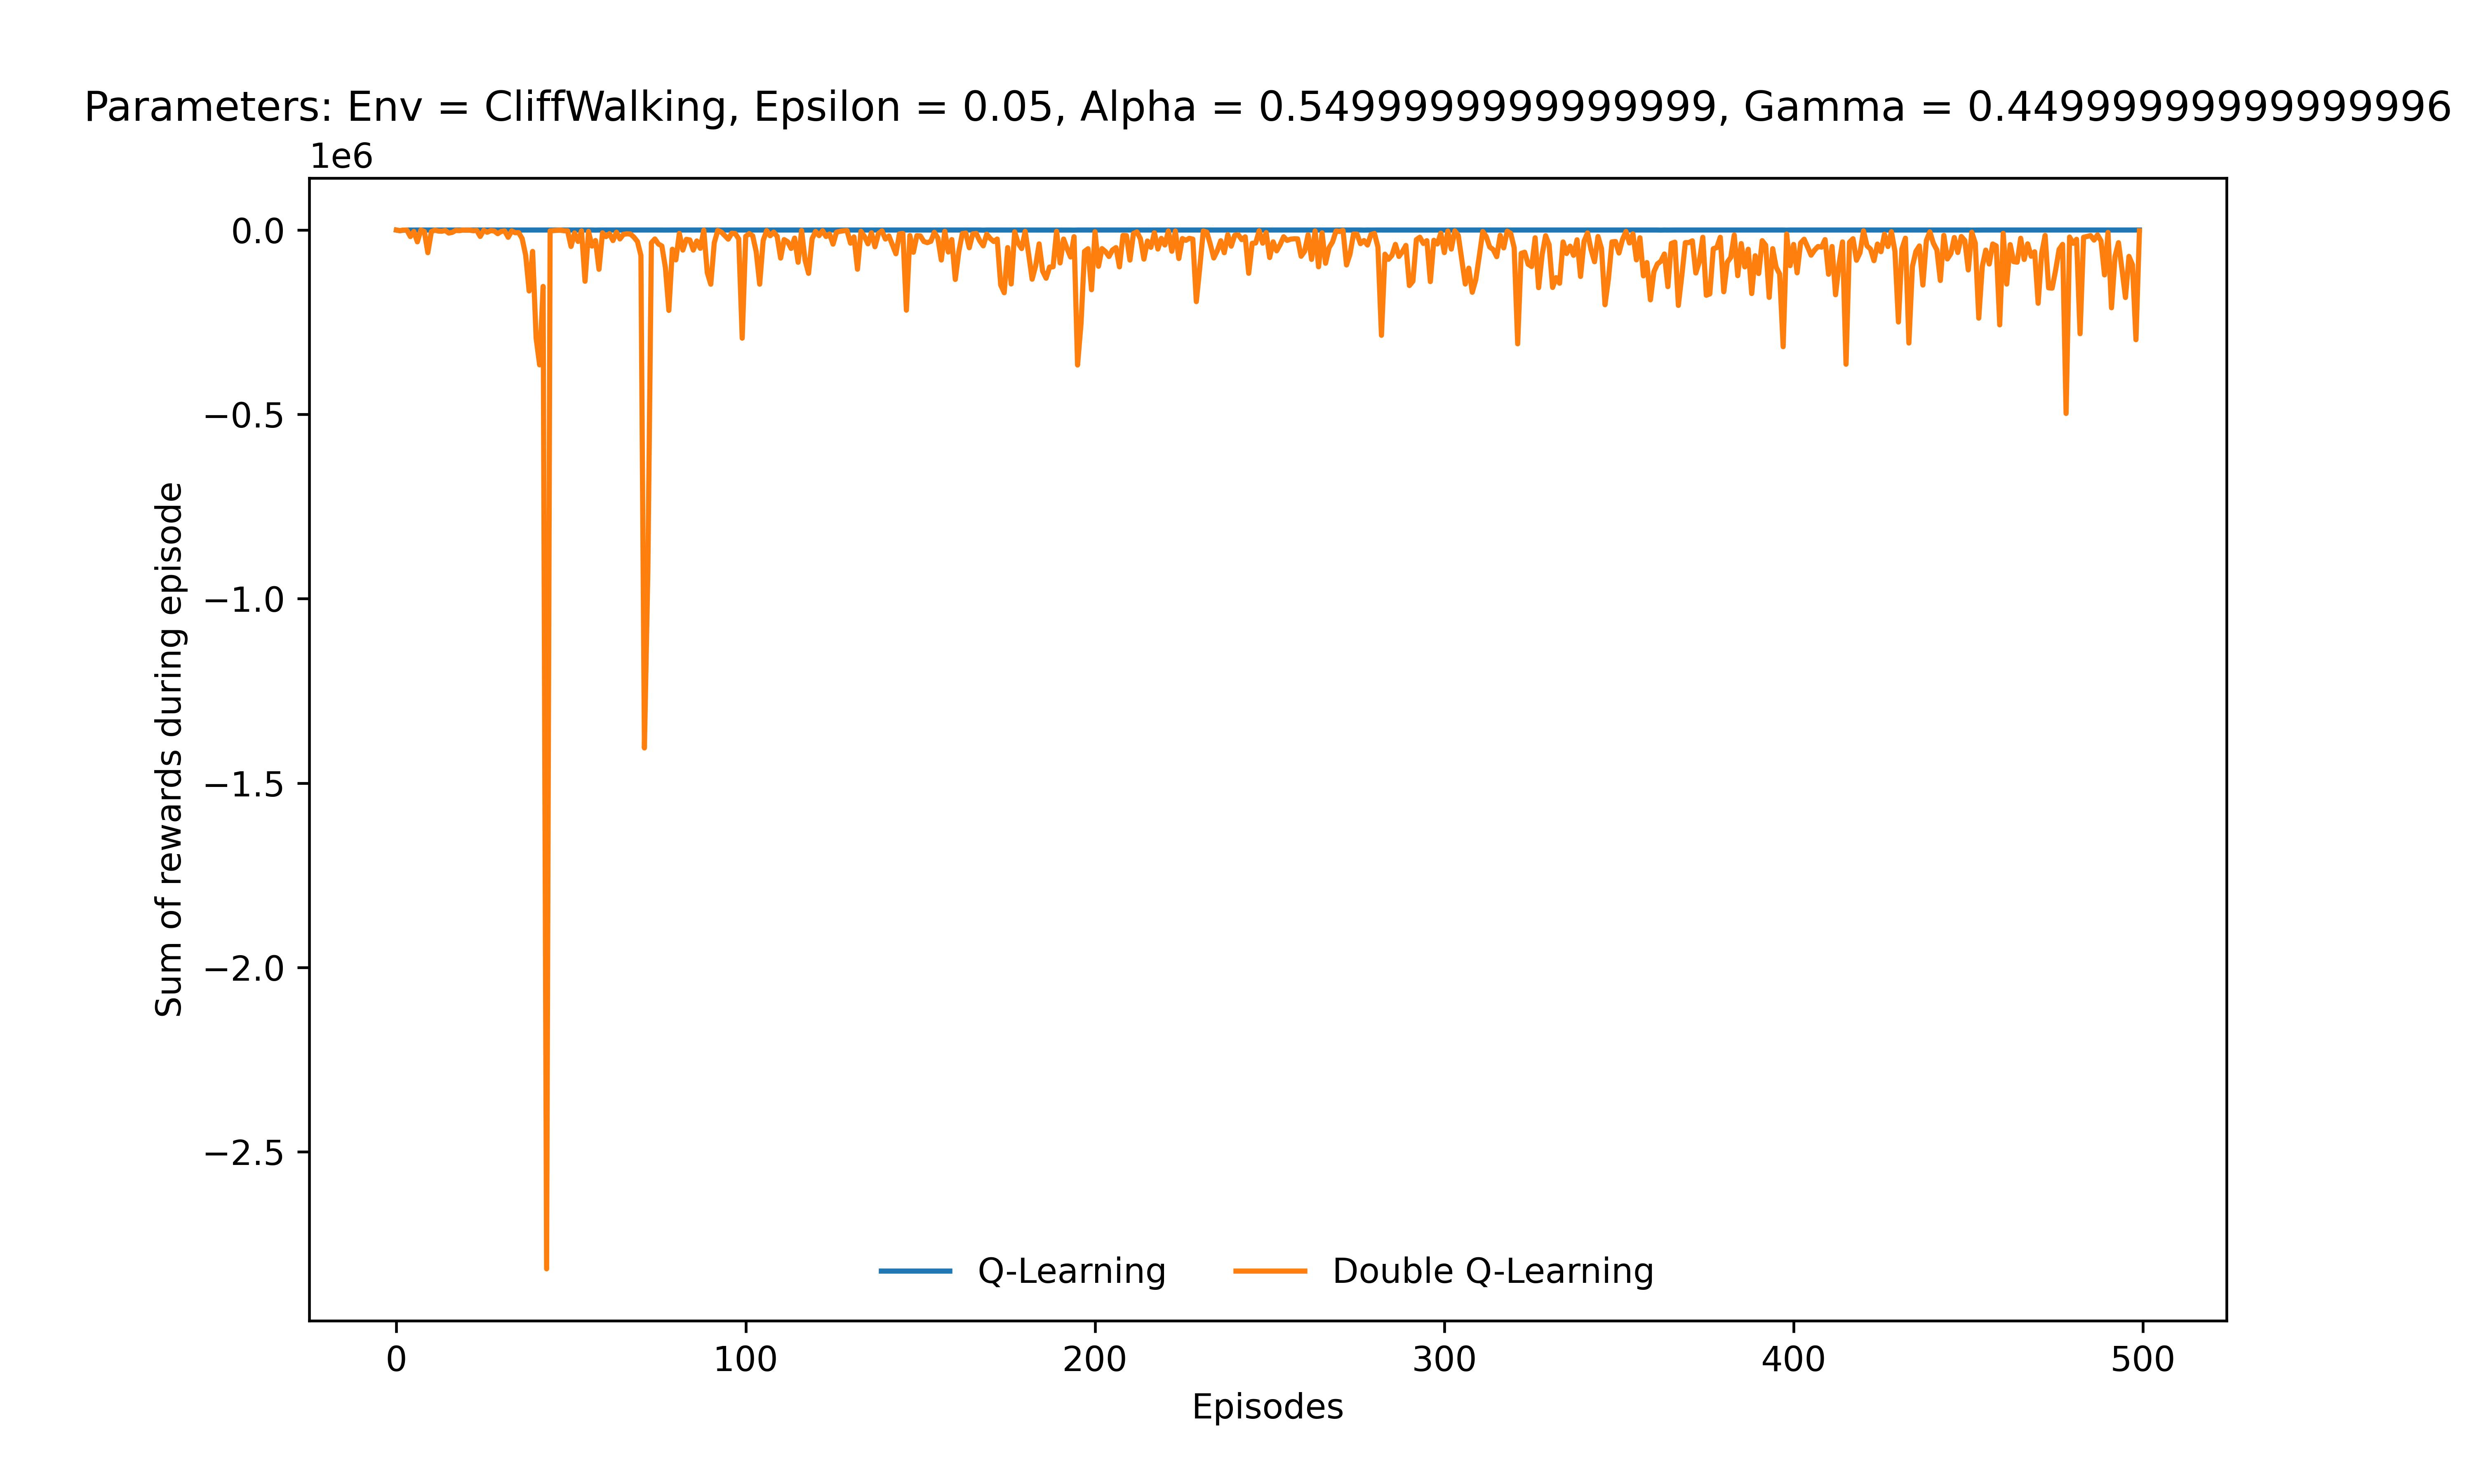 Parameters: Env = CliffWalking, Epsilon = 0.05, Alpha = 0.5499999999999999, Gamma = 0.44999999999999996
1e6
0.0
−0.5
−1.0
−1.5
−2.0
−2.5
Sum of rewards during episode
Q-Learning
Double Q-Learning
0
100
200
300
400
500
Episodes